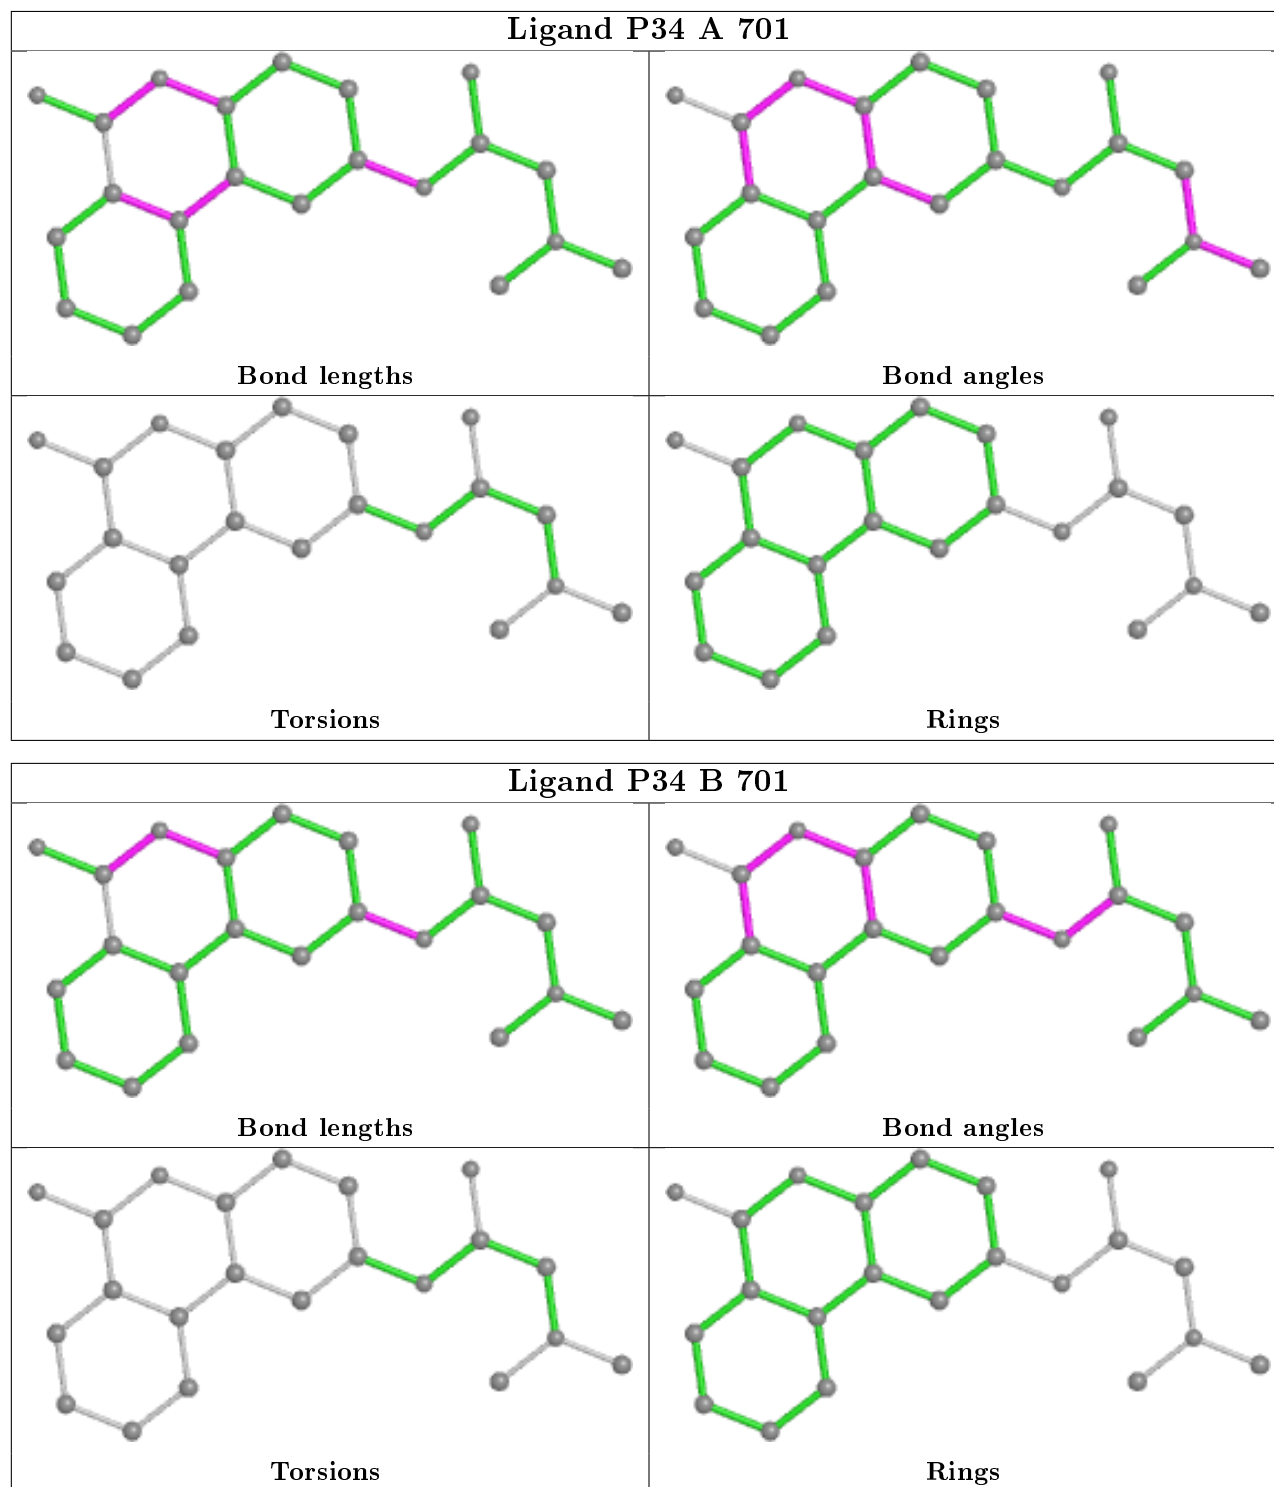 Ligand P34 A 701
Bond lengths
Bond angles
Torsions
Rings
Ligand P34 B 701
Bond lengths
Bond angles
Torsions
Rings